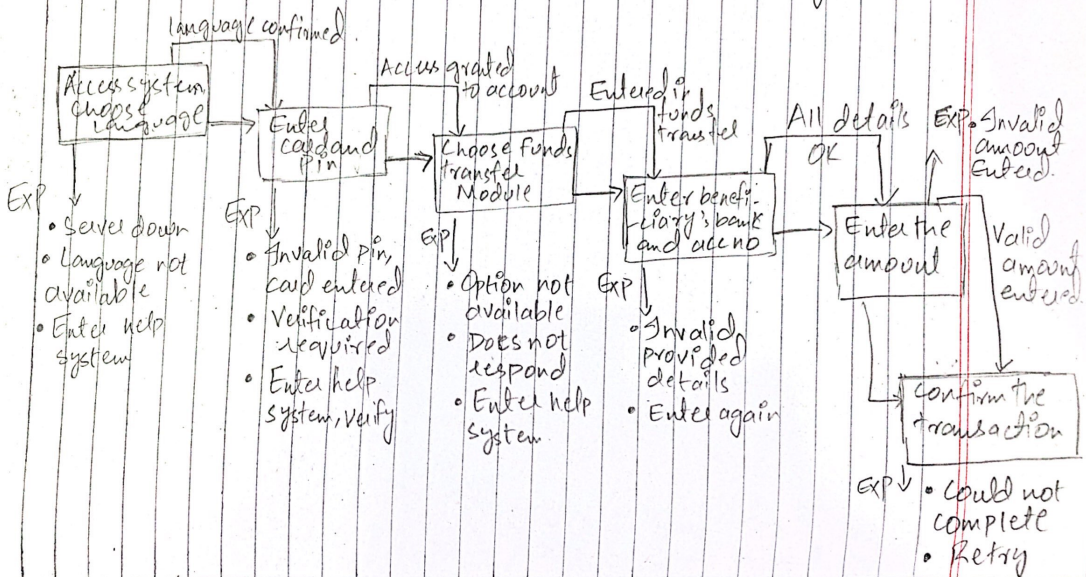 language confirmed
Access system
choose
language
Exp
• Server down
• Language not
available
• Enter help
system
Enter
card and
pin
Exp
• Invalid pin,
card entered
• Verification
required
• Enter help
system, verify
Access granted
to account
Choose funds
transfer
Module
Exp
• Option not
available
• Does not
respond
• Enter help
system
Entered in
funds
transfer
Enter benefi-
-ciary's bank
and acc no
Exp
• Invalid
provided
details
• Enter again
All details
OK
Enter the
amount
Exp. Invalid
amount
Entered.
Valid
amount
entered
confirm the
transaction
Exp
• Could not
complete
• Retry